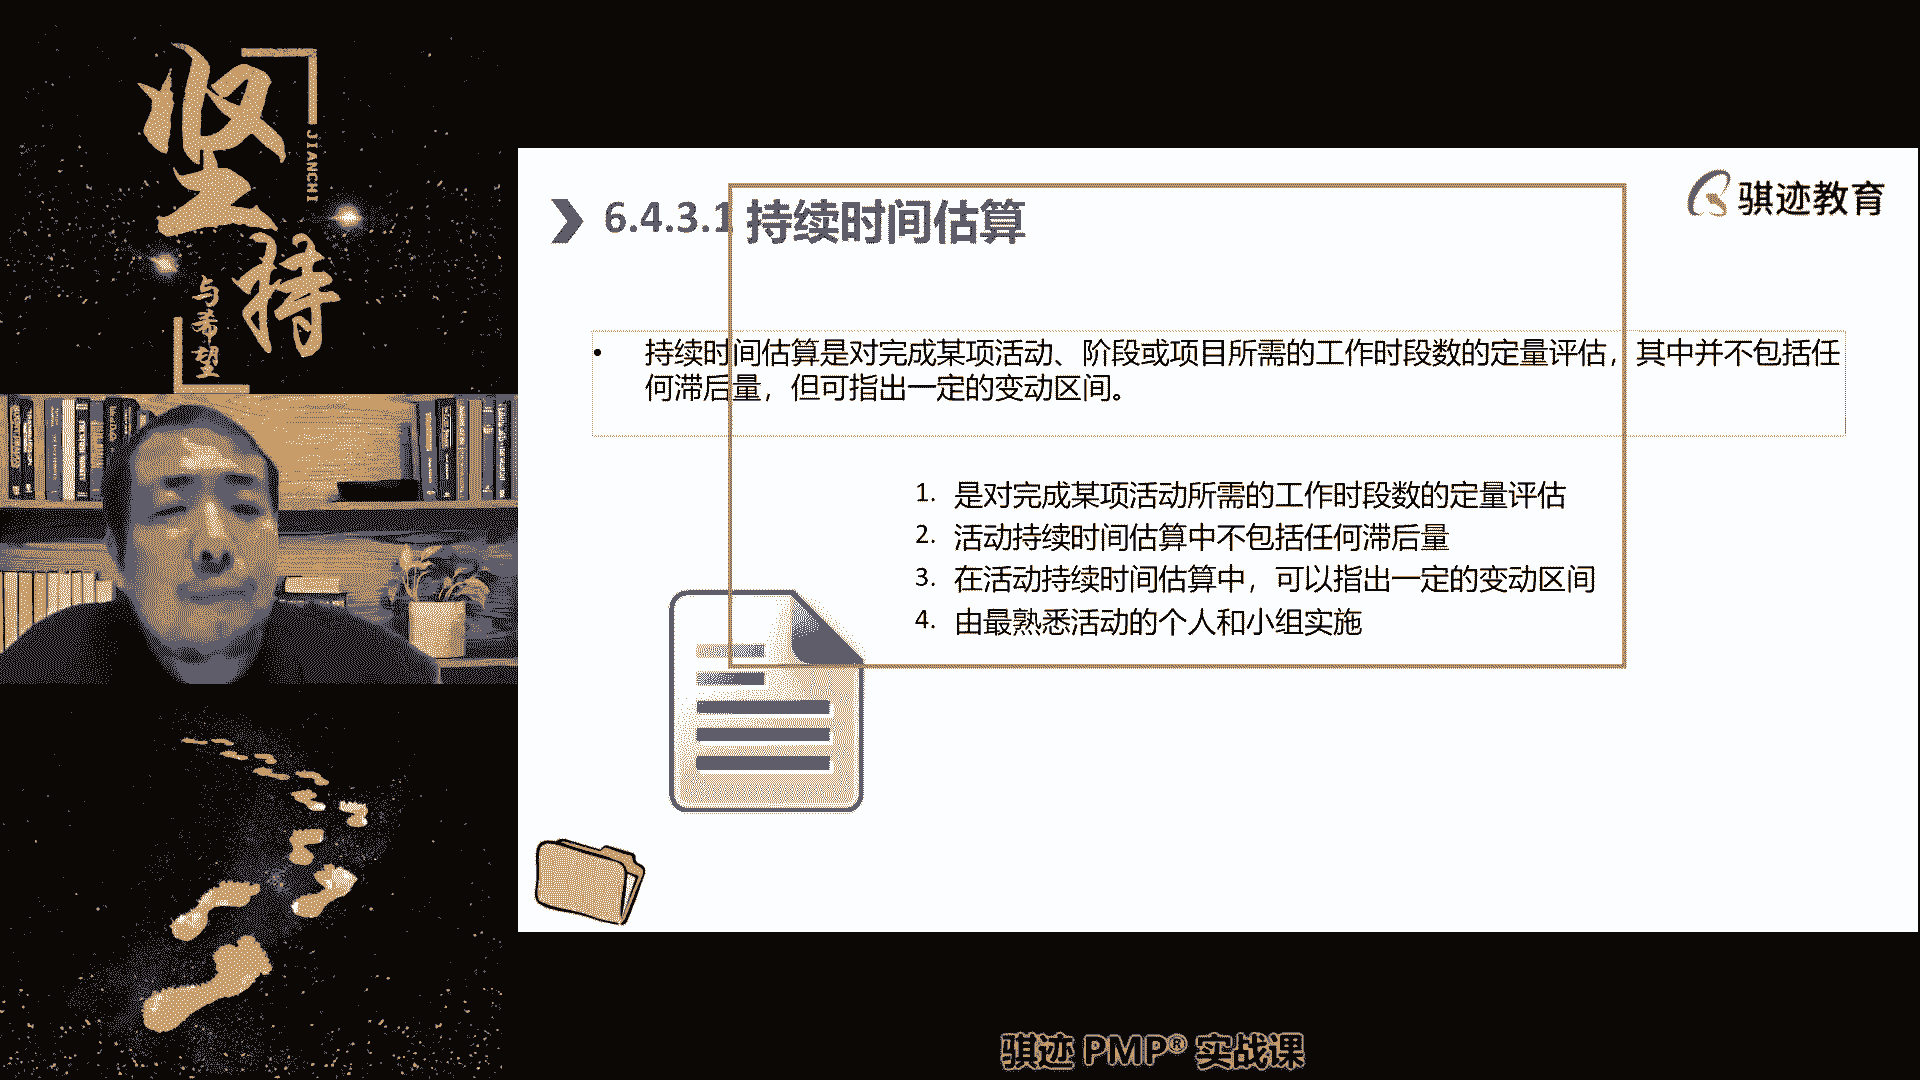 坚持
JIANCHI
与希望
骐迹教育
6.4.3.1 持续时间估算
• 持续时间估算是对完成某项活动、阶段或项目所需的工作时段数的定量评估，其中并不包括任
何滞后量，但可指出一定的变动区间。
1. 是对完成某项活动所需的工作时段数的定量评估
2. 活动持续时间估算中不包括任何滞后量
3. 在活动持续时间估算中，可以指出一定的变动区间
4. 由最熟悉活动的个人和小组实施
骐迹 PMP® 实战课